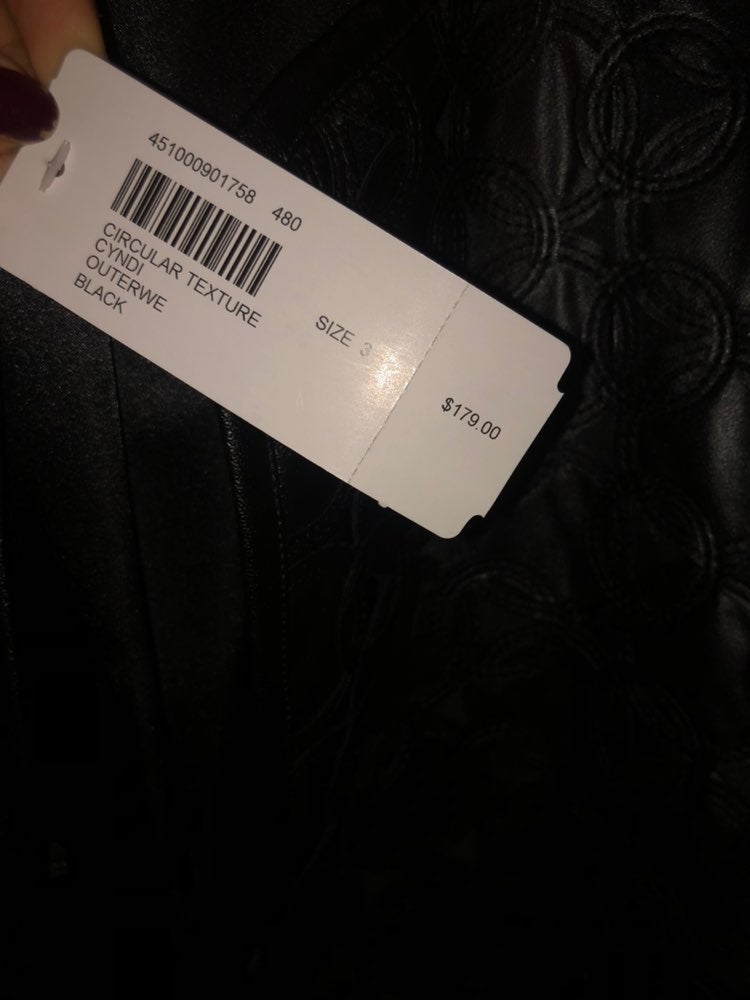 451000901758 480
CIRCULAR TEXTURE
CYNDI
OUTERWE
BLACK
SIZE 3
$179.00